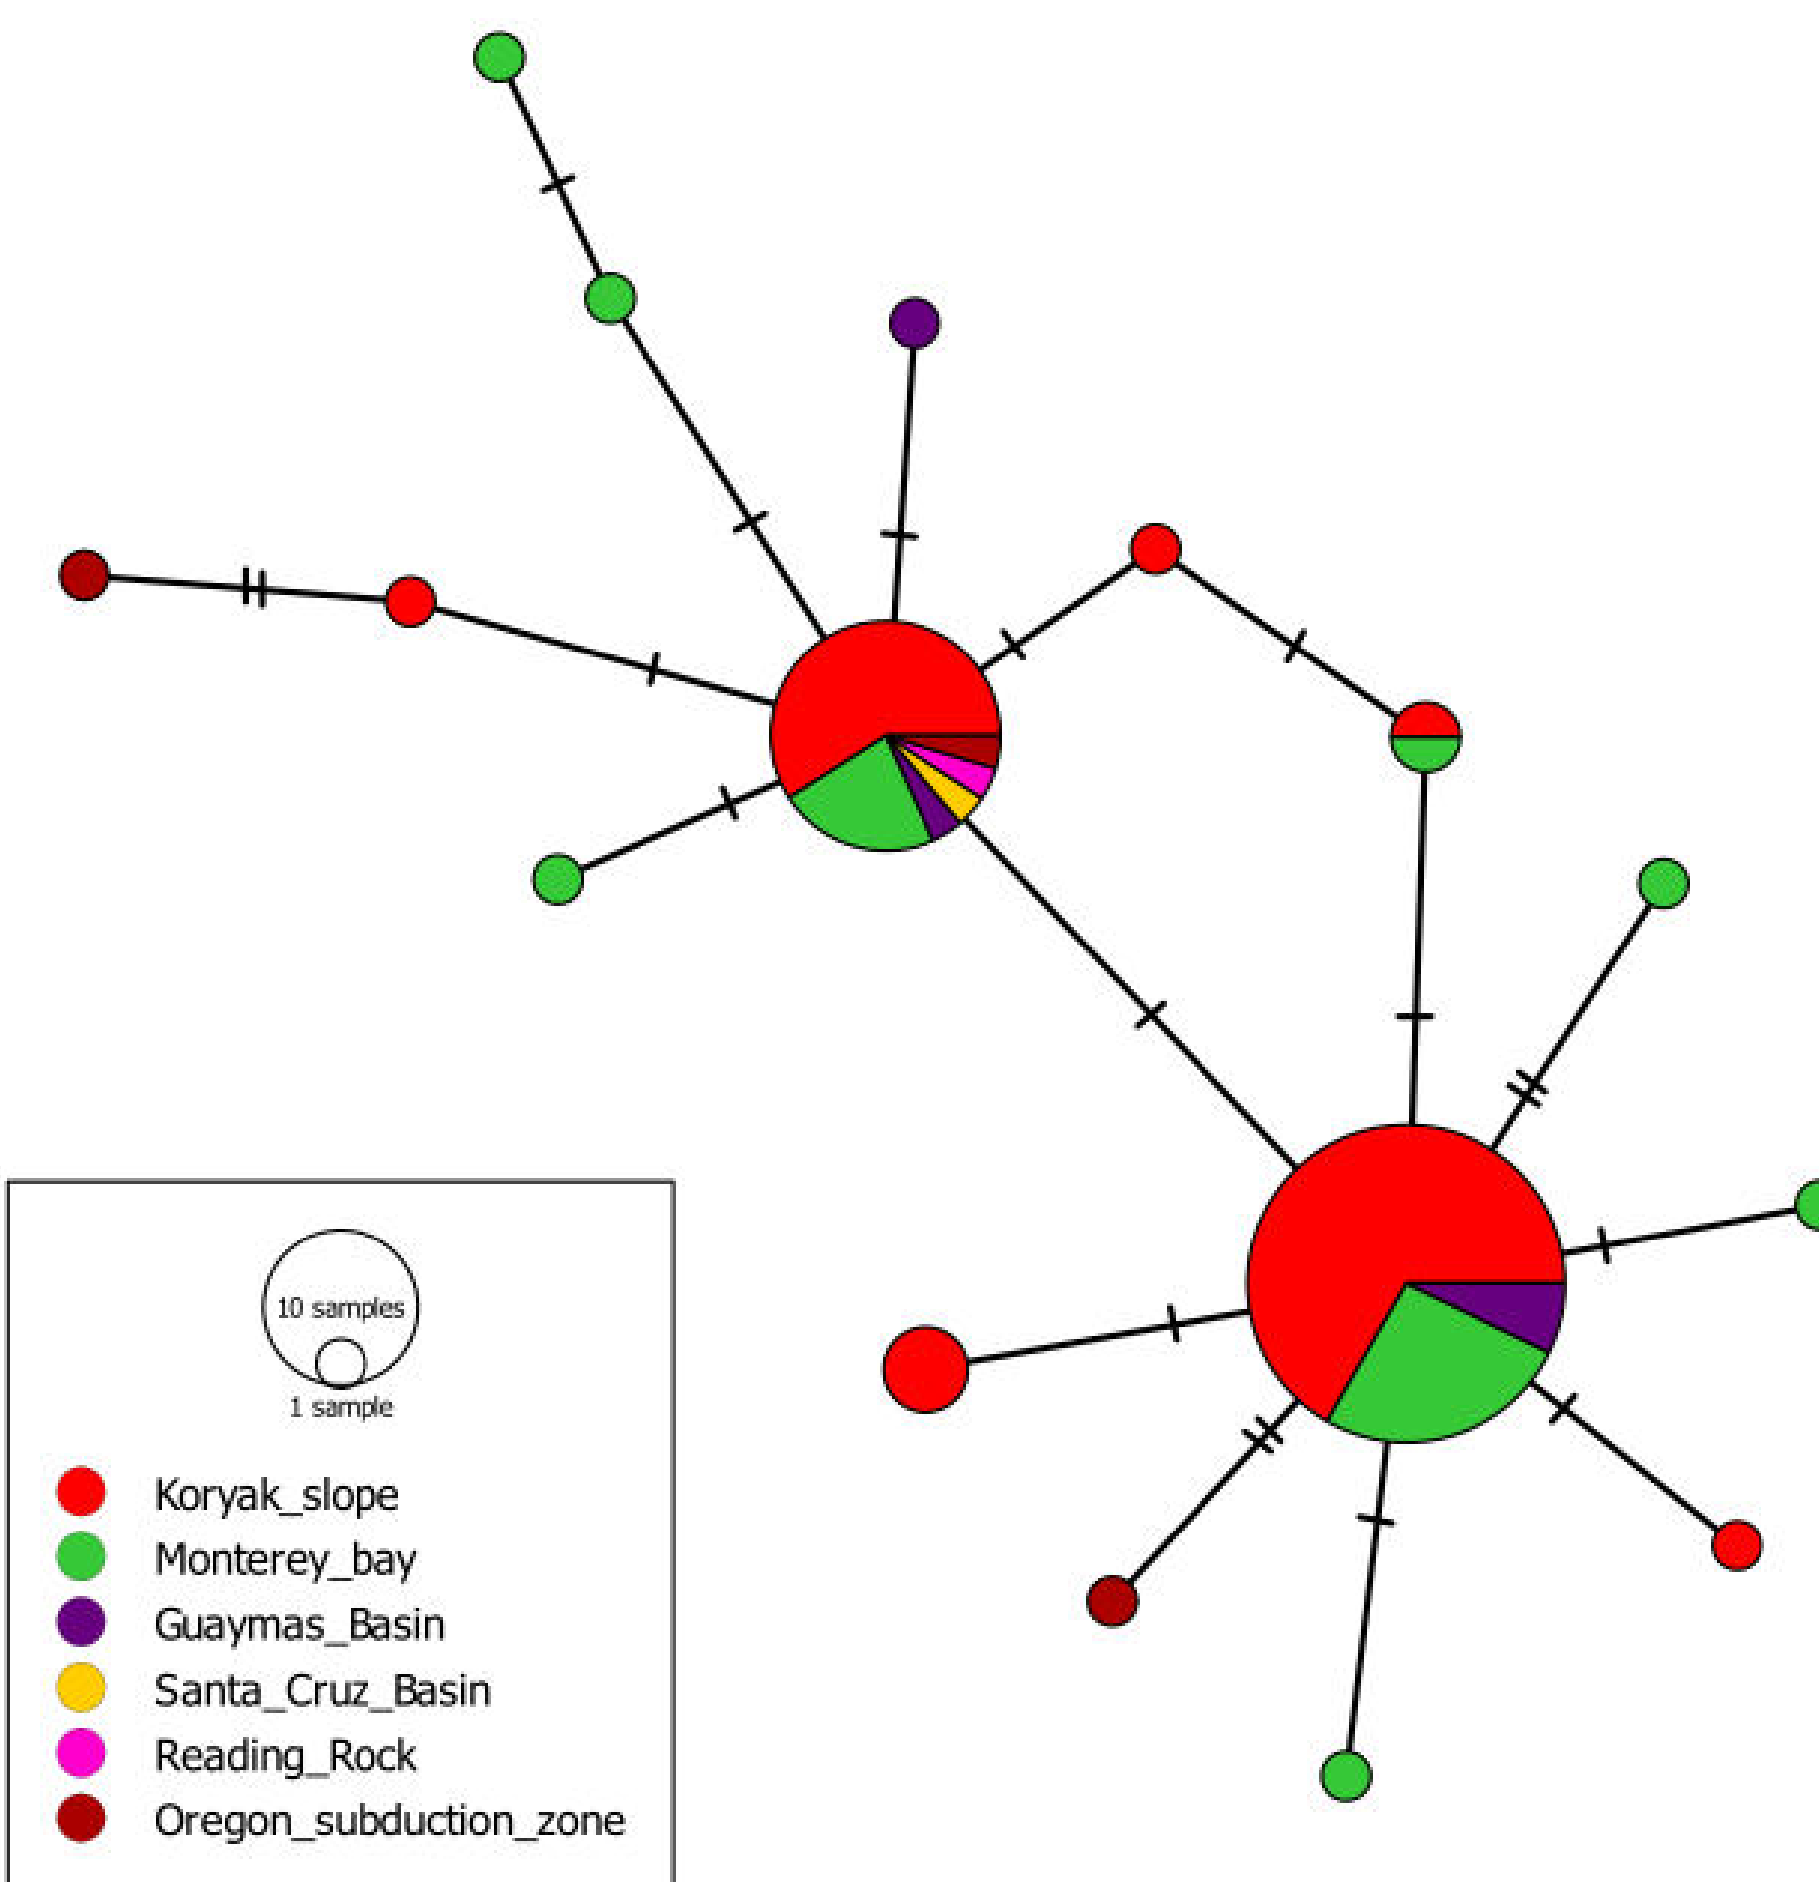 10 samples
1 sample
Koryak_slope
Monterey_bay
Guaymas_Basin
Santa_Cruz_Basin
Reading_Rock
Oregon_subduction_zone